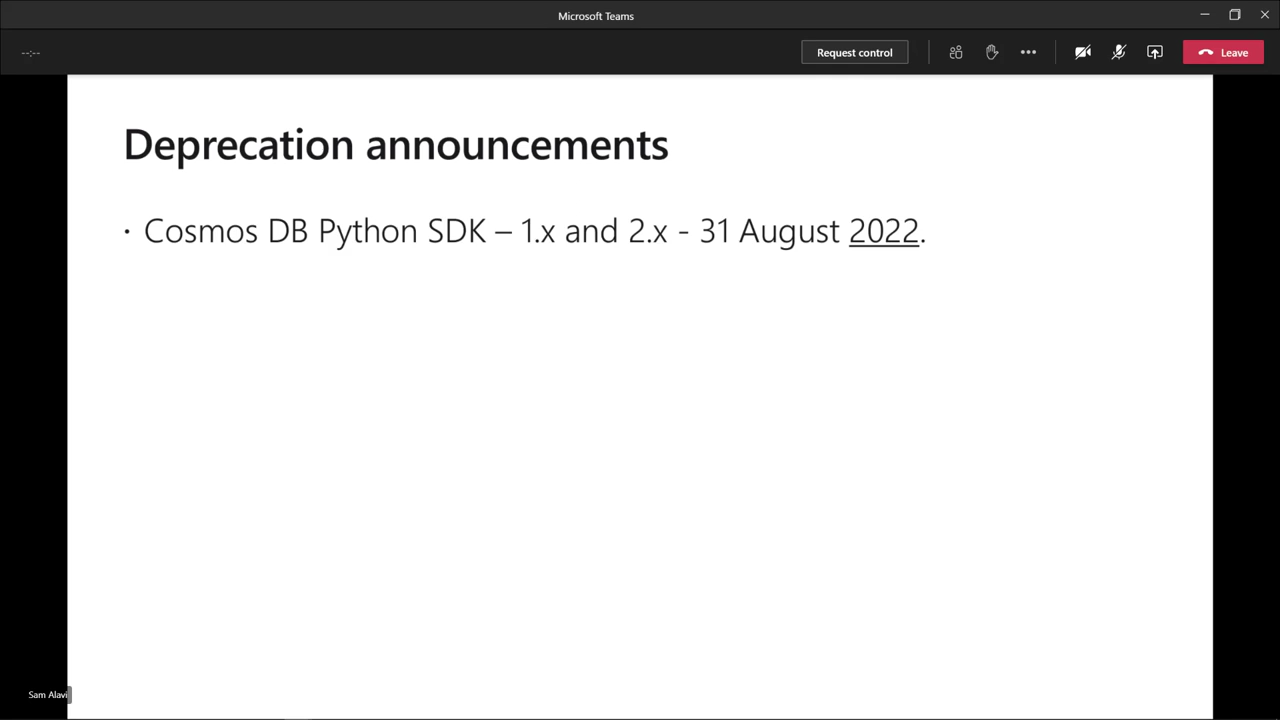 Microsoft Teams
--:--
Request control
Leave
Deprecation announcements
· Cosmos DB Python SDK – 1.x and 2.x - 31 August 2022.
Sam Alavi